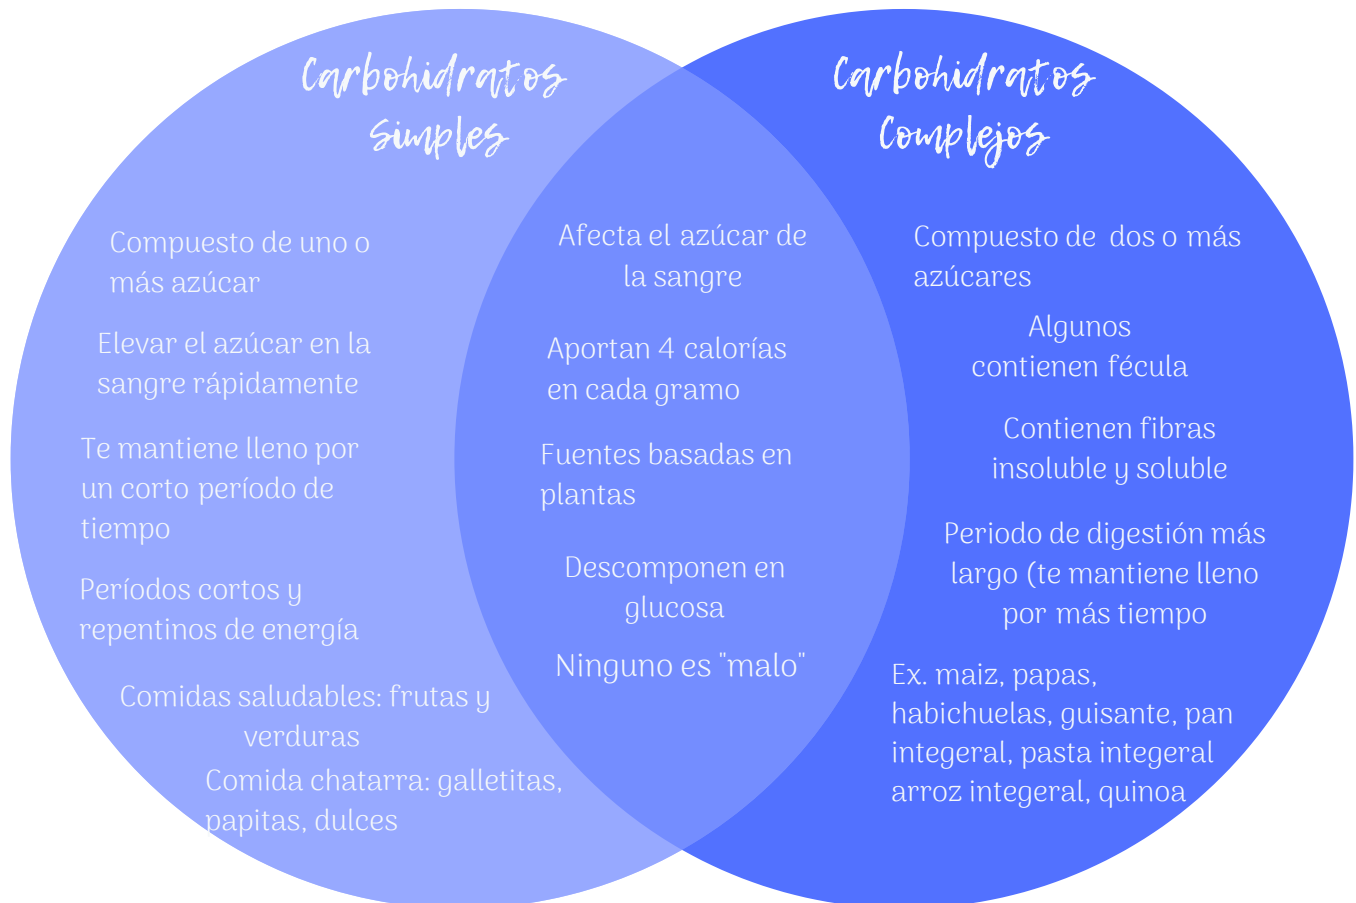 Carbohidratos
Simples
Compuesto de uno o
más azúcar
Elevar el azúcar en la
sangre rápidamente
Te mantiene lleno por
un corto período de
tiempo
Períodos cortos y
repentinos de energía
Comidas saludables: frutas y
verduras
Comida chatarra: galletitas,
papitas, dulces
Afecta el azúcar de
la sangre
Aportan 4 calorías
en cada gramo
Fuentes basadas en
plantas
Descomponen en
glucosa
Ninguno es "malo"
Carbohidratos
Complejos
Compuesto de dos o más
azúcares
Algunos
contienen fécula
Contienen fibras
insoluble y soluble
Periodo de digestión más
largo (te mantiene lleno
por más tiempo
Ex. maiz, papas,
habichuelas, guisante, pan
integeral, pasta integeral
arroz integeral, quinoa